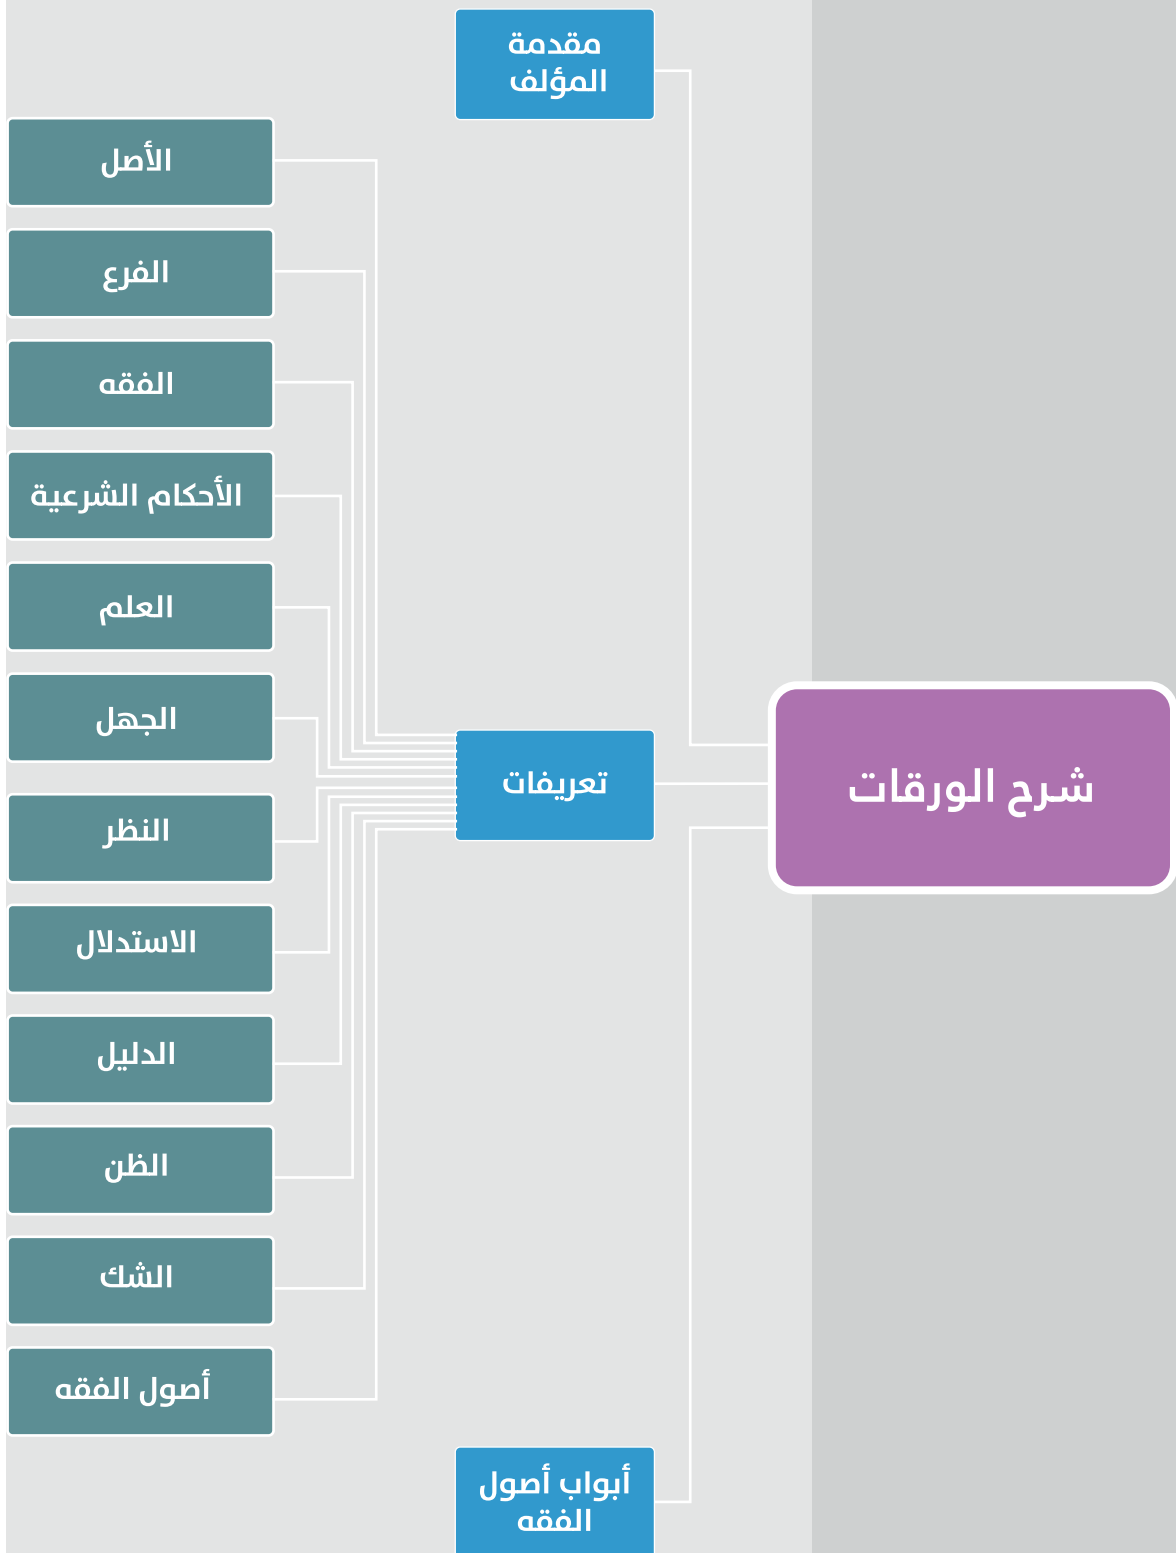 شرح الورقات
مقدمة
المؤلف
تعريفات
الأصل
الفرع
الفقه
الأحكام الشرعية
العلم
الجهل
النظر
الاستدلال
الدليل
الظن
الشك
أصول الفقه
أبواب أصول
الفقه